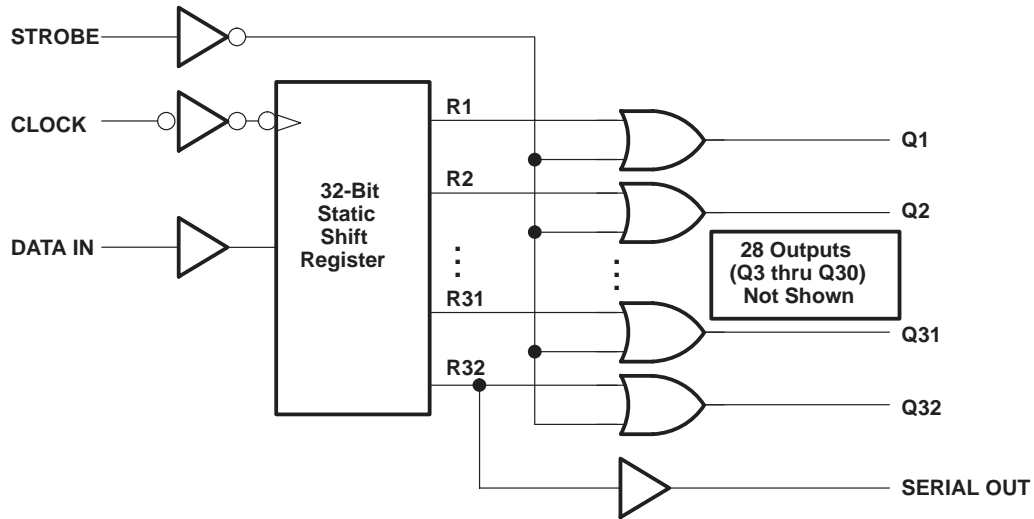 STROBE
CLOCK
DATA IN
32-Bit
Static
Shift
Register
R1
R2
R31
R32
Q1
Q2
28 Outputs
(Q3 thru Q30)
Not Shown
Q31
Q32
SERIAL OUT